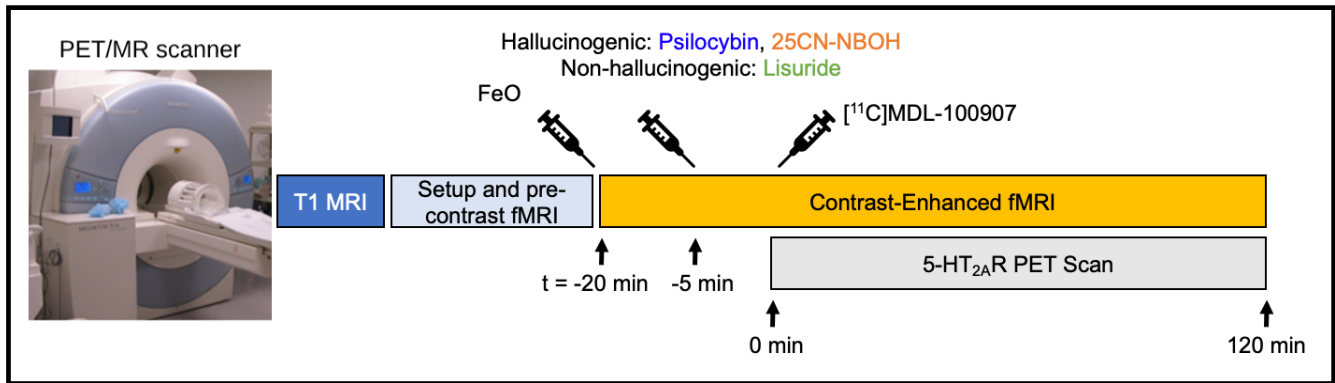 PET/MR scanner
Hallucinogenic: Psilocybin, 25CN-NBOH
Non-hallucinogenic: Lisuride
FeO
[¹¹C]MDL-100907
T1 MRI
Setup and pre-
contrast fMRI
Contrast-Enhanced fMRI
5-HT₂ₐR PET Scan
t = -20 min
-5 min
0 min
120 min